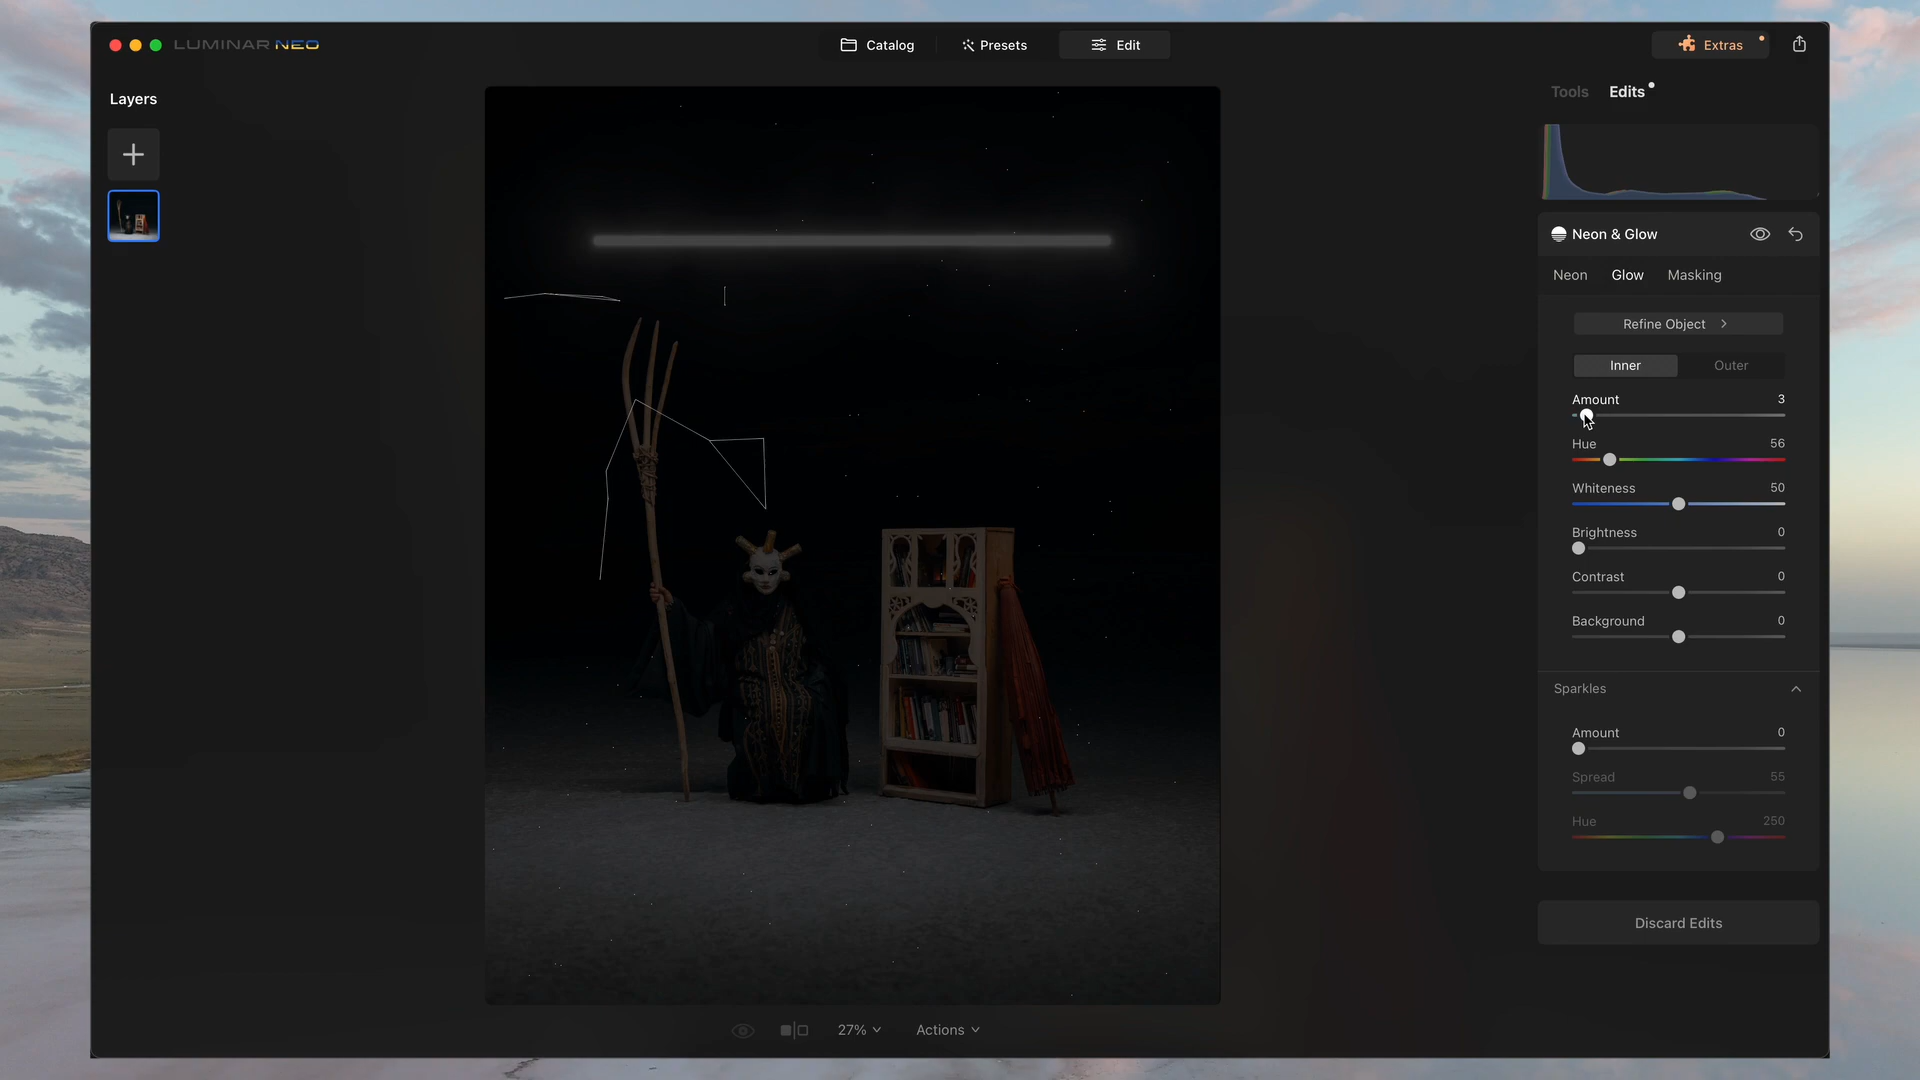 LUMINAR NEO
Catalog
Presets
Edit
Extras
Layers
Tools
Edits
Neon & Glow
Neon
Glow
Masking
Refine Object
Inner
Outer
Amount 3
Hue 56
Whiteness 50
Brightness 0
Contrast 0
Background 0
Sparkles
Amount 0
Spread 55
Hue 250
Discard Edits
27%
Actions